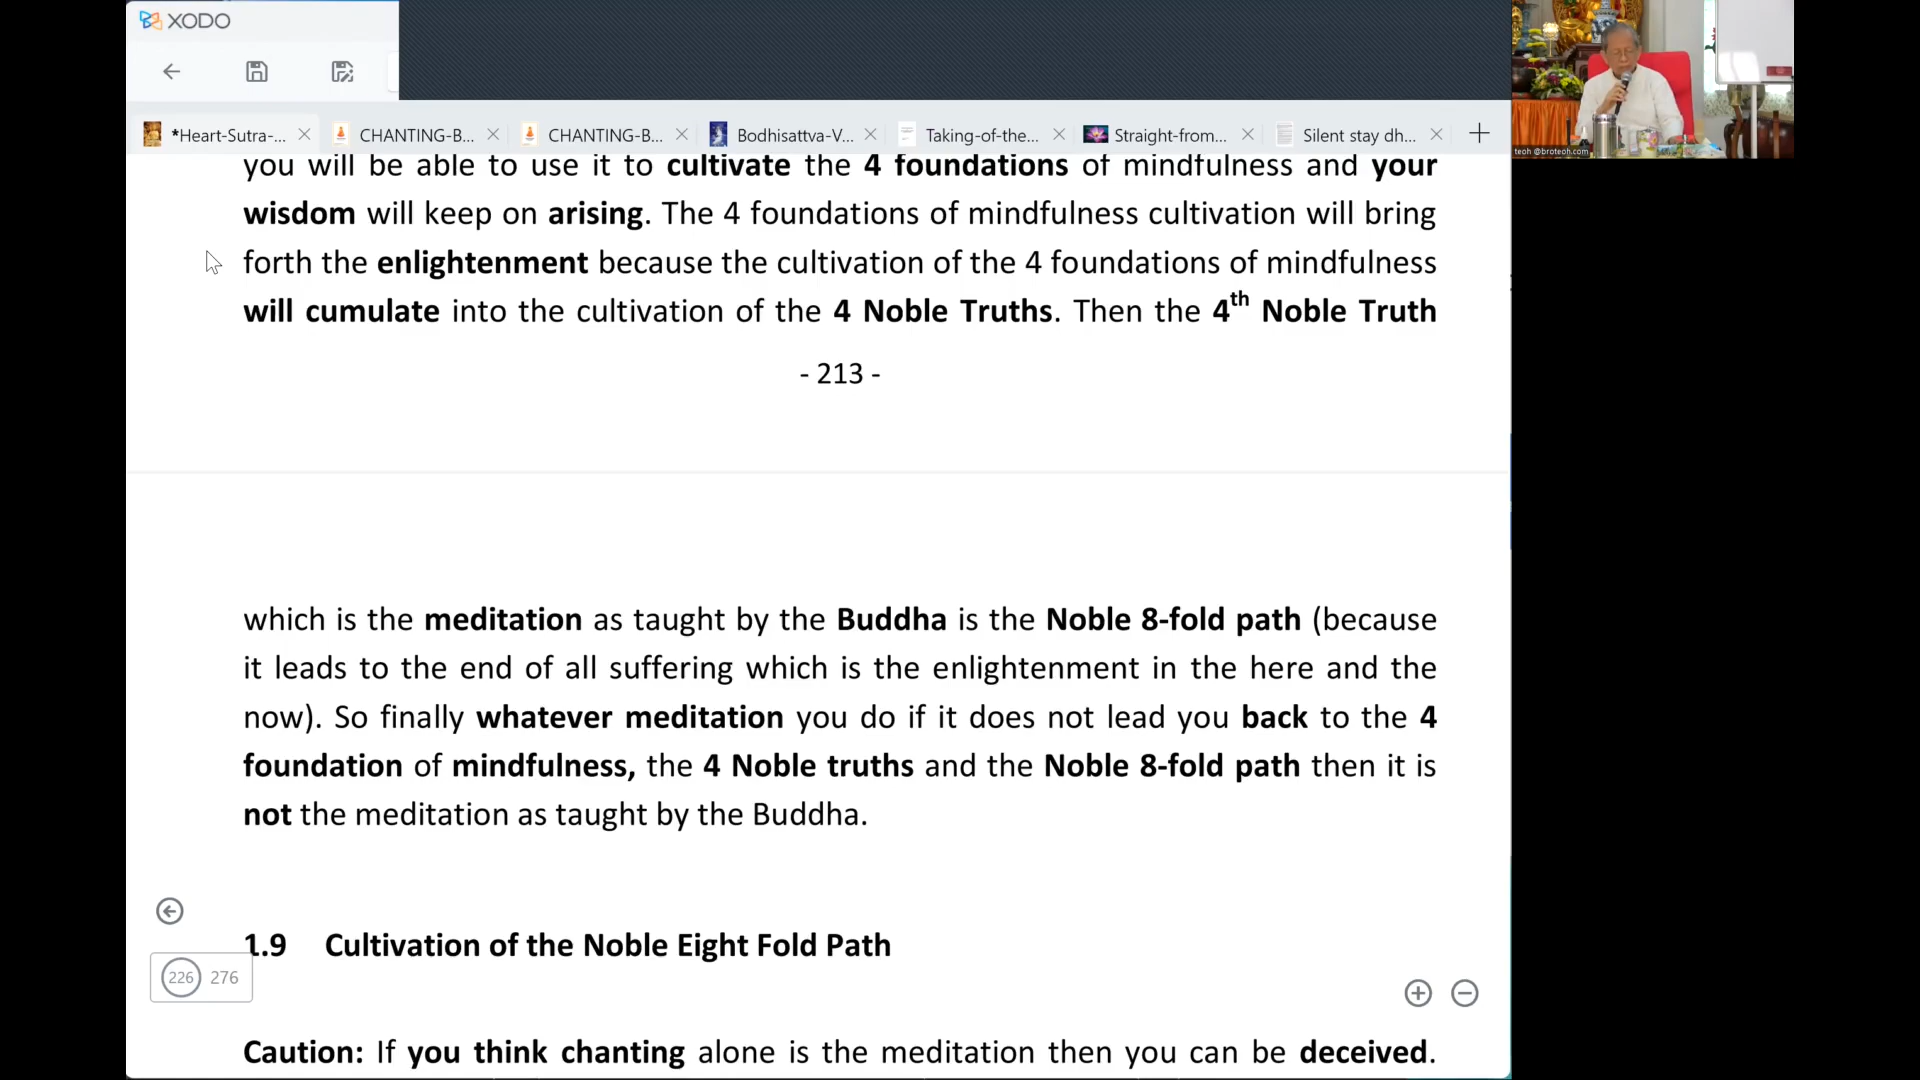 XODO
*Heart-Sutra-...
CHANTING-B...
CHANTING-B...
Bodhisattva-V...
Taking-of-the...
Straight-from...
Silent stay dh...
teoh @broteoh.com
you will be able to use it to cultivate the 4 foundations of mindfulness and your
wisdom will keep on arising. The 4 foundations of mindfulness cultivation will bring
forth the enlightenment because the cultivation of the 4 foundations of mindfulness
will cumulate into the cultivation of the 4 Noble Truths. Then the 4th Noble Truth
- 213 -
which is the meditation as taught by the Buddha is the Noble 8-fold path (because
it leads to the end of all suffering which is the enlightenment in the here and the
now). So finally whatever meditation you do if it does not lead you back to the 4
foundation of mindfulness, the 4 Noble truths and the Noble 8-fold path then it is
not the meditation as taught by the Buddha.
1.9 Cultivation of the Noble Eight Fold Path
226 276
Caution: If you think chanting alone is the meditation then you can be deceived.